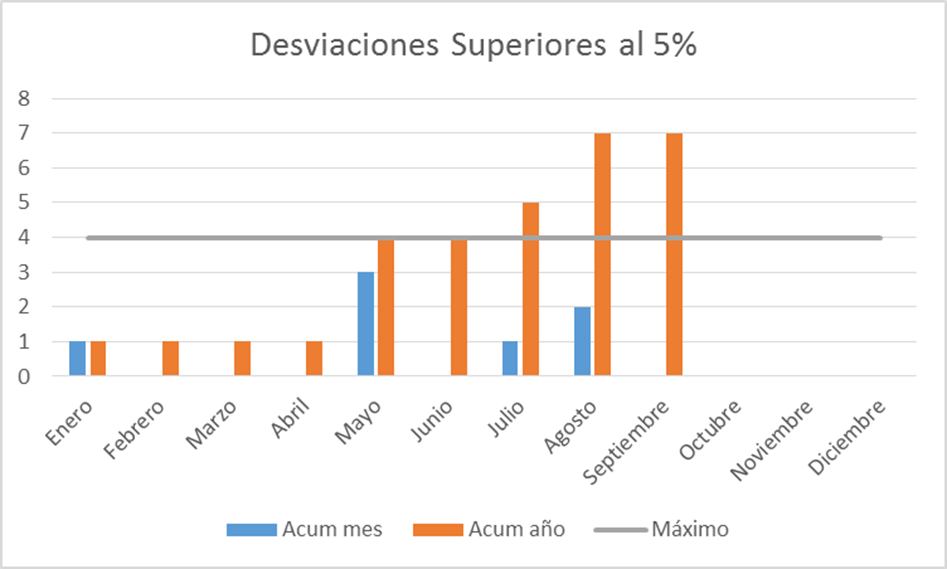 Desviaciones Superiores al 5%
8
7
6
5
4
3
2
1
0
Enero
Febrero
Marzo
Abril
Mayo
Junio
Julio
Agosto
Septiembre
Octubre
Noviembre
Diciembre
Acum mes Acum año Máximo